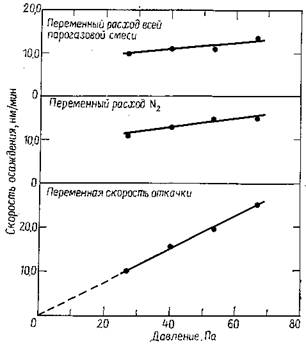 Переменный расход всей
парогазовой смеси
20,0
10,0
0
Переменный расход N2
10,0
0
Переменная скорость откачки
20,0
10,0
0 20 40 60 80
Давление, Па
Скорость осаждения, нм/мин